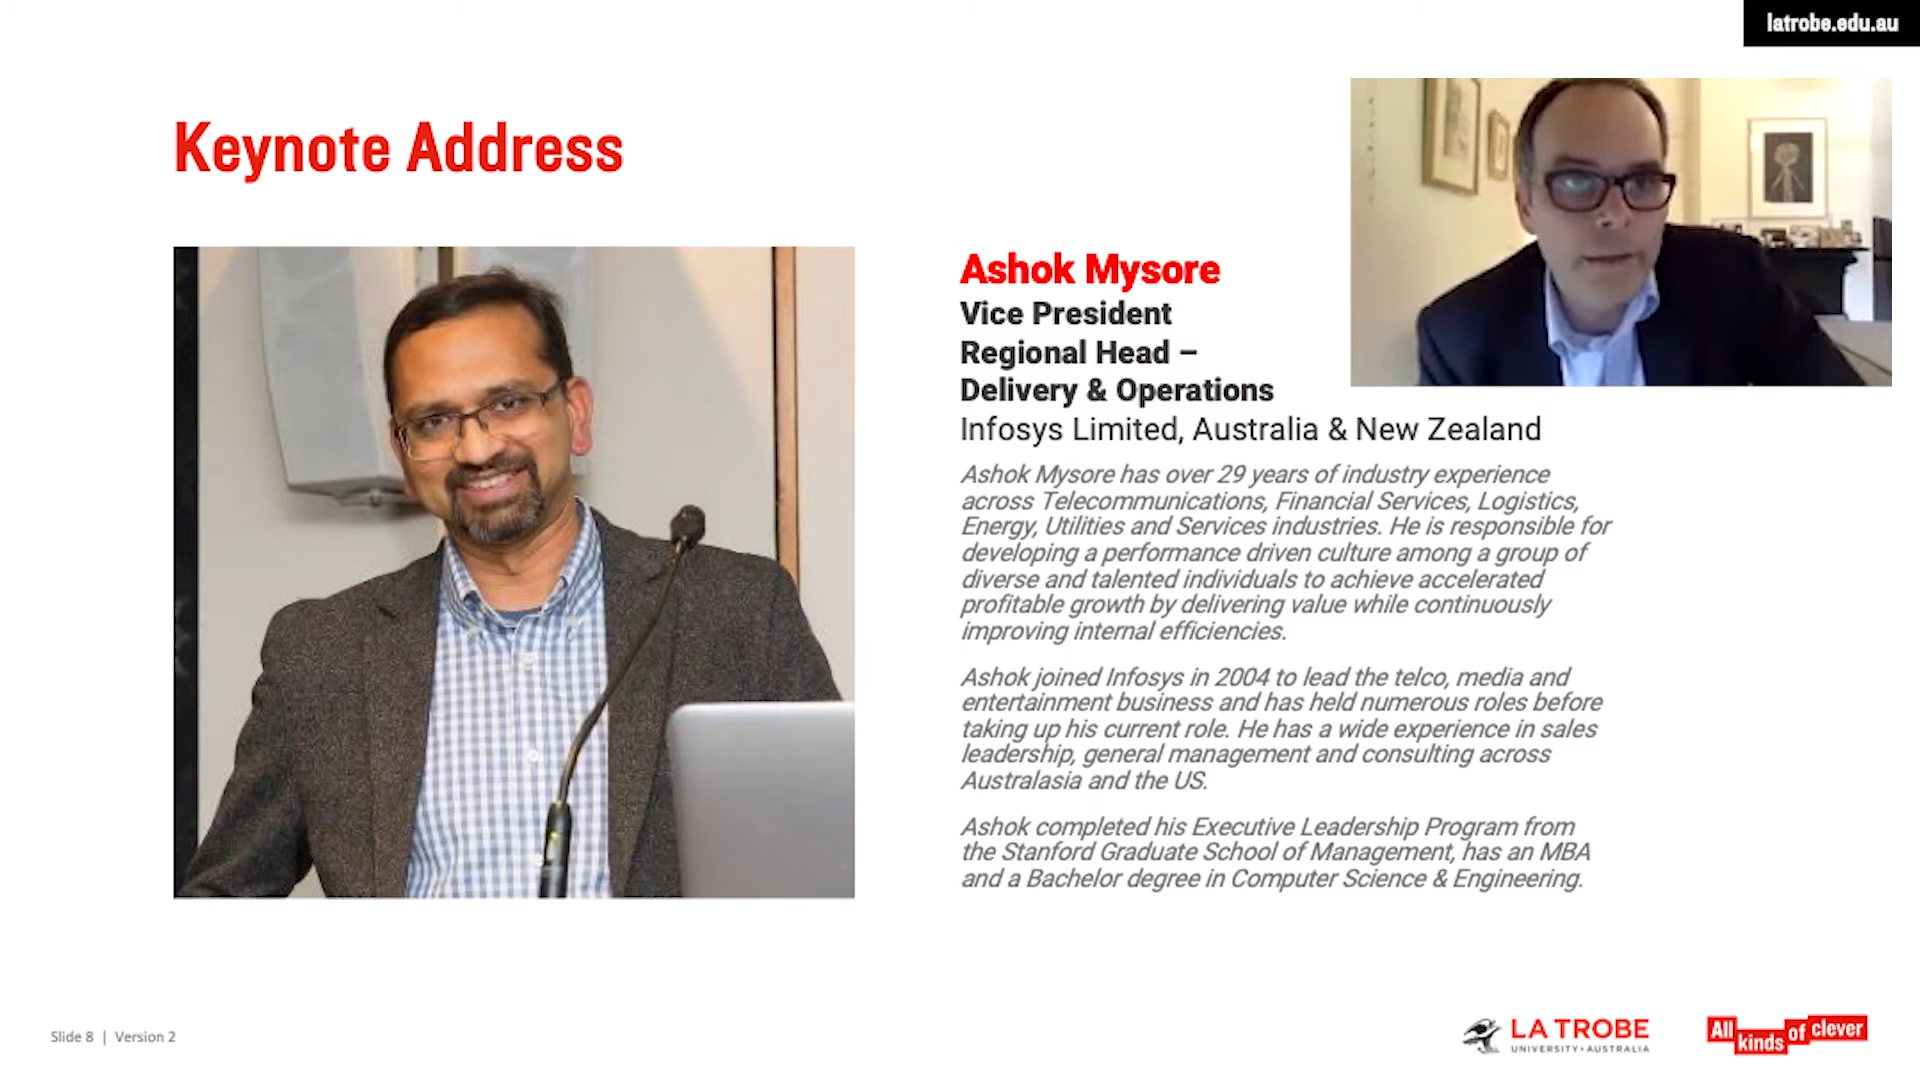 latrobe.edu.au
Keynote Address
Ashok Mysore
Vice President
Regional Head –
Delivery & Operations
Infosys Limited, Australia & New Zealand
Ashok Mysore has over 29 years of industry experience
across Telecommunications, Financial Services, Logistics,
Energy, Utilities and Services industries. He is responsible for
developing a performance driven culture among a group of
diverse and talented individuals to achieve accelerated
profitable growth by delivering value while continuously
improving internal efficiencies.
Ashok joined Infosys in 2004 to lead the telco, media and
entertainment business and has held numerous roles before
taking up his current role. He has a wide experience in sales
leadership, general management and consulting across
Australasia and the US.
Ashok completed his Executive Leadership Program from
the Stanford Graduate School of Management, has an MBA
and a Bachelor degree in Computer Science & Engineering.
Slide 8 | Version 2
LA TROBE
UNIVERSITY • AUSTRALIA
All kinds of clever